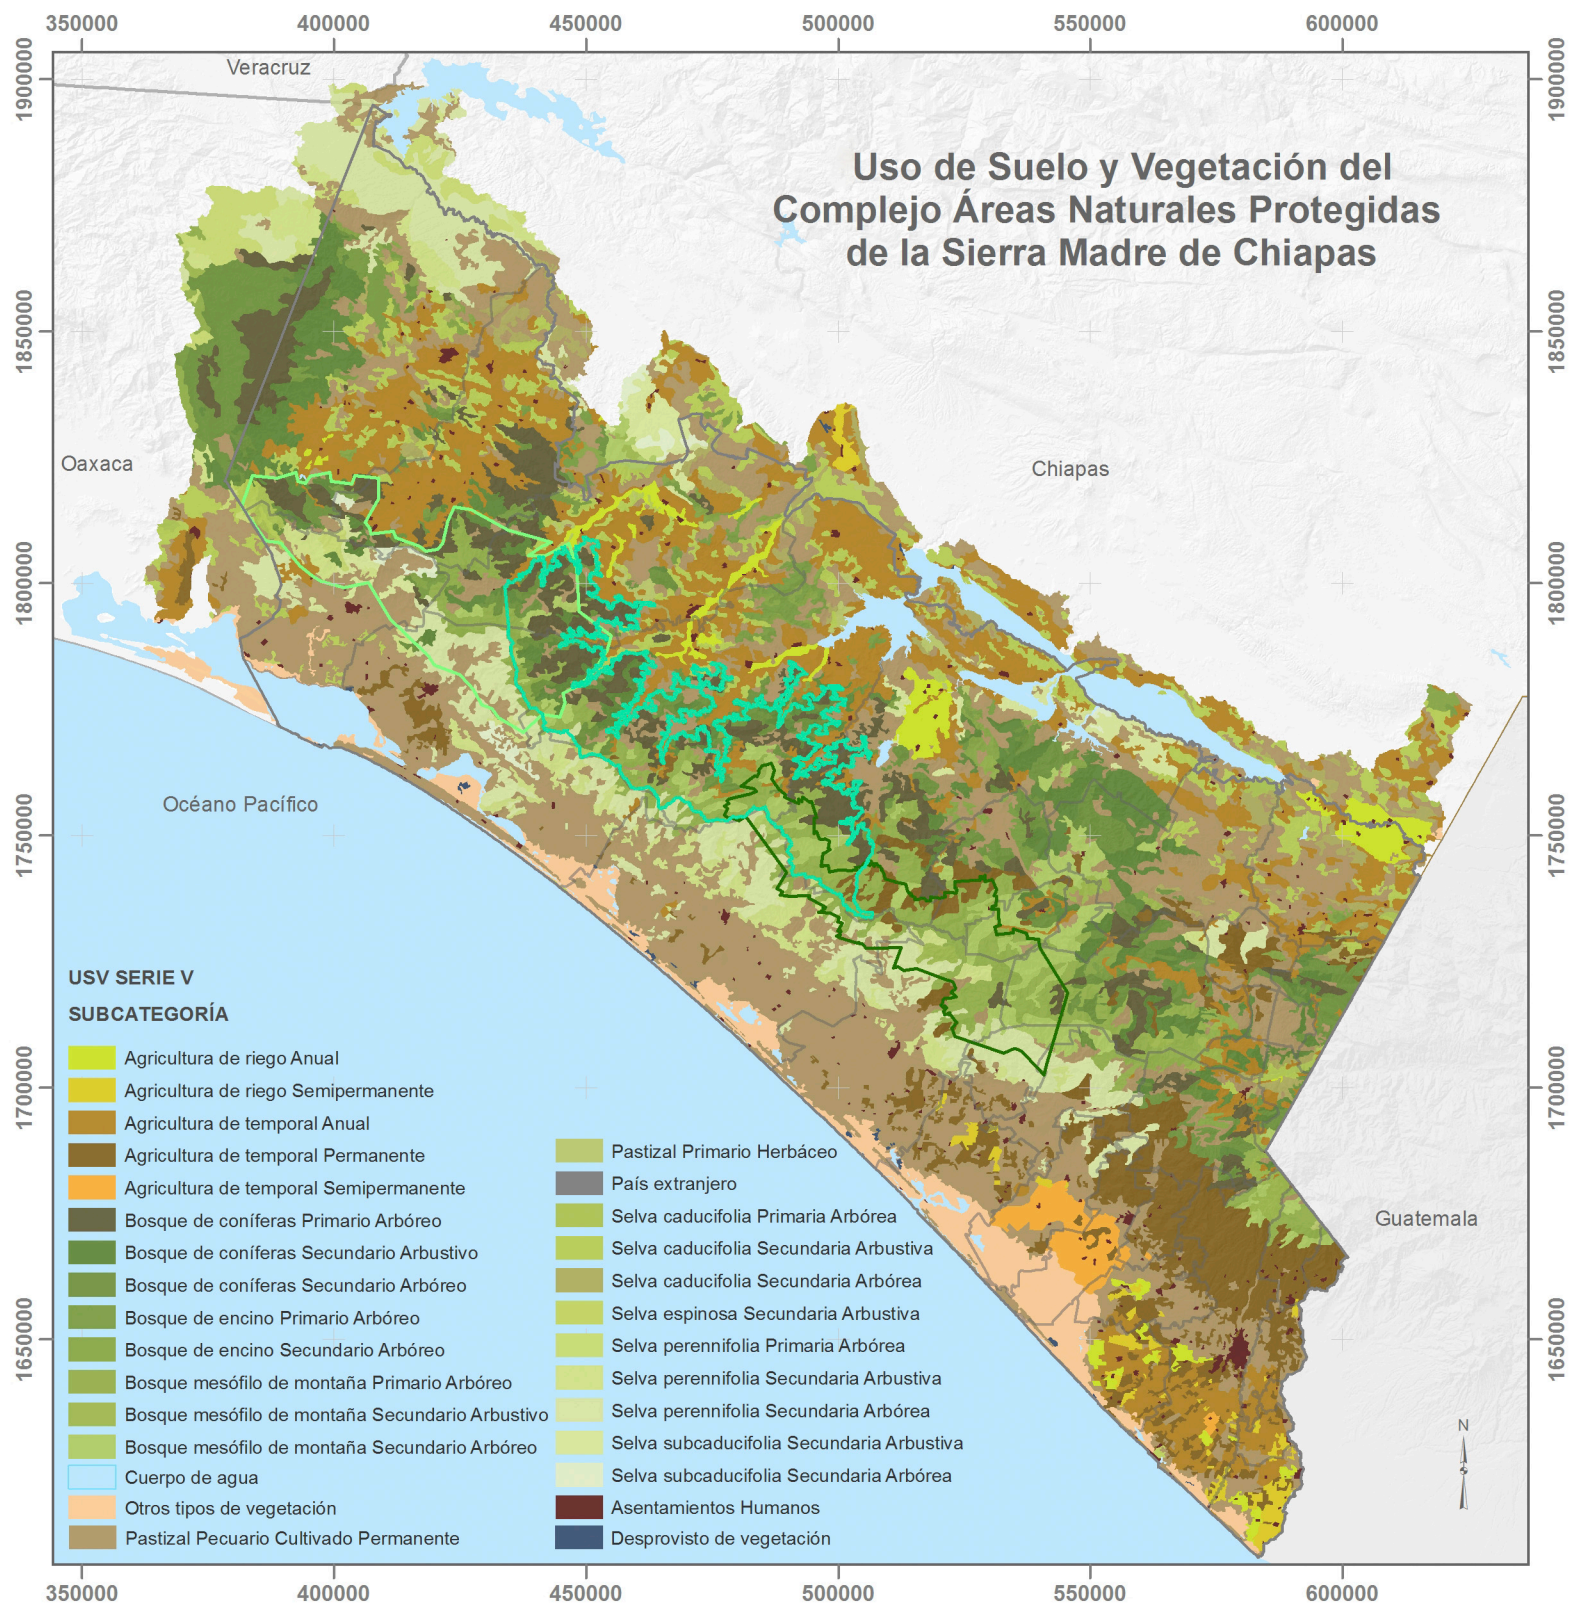 350000 400000 450000 500000 550000 600000
1900000 1900000
Veracruz
Uso de Suelo y Vegetación del
Complejo Áreas Naturales Protegidas
de la Sierra Madre de Chiapas
1850000 1850000
Oaxaca
Chiapas
1800000 1800000
Océano Pacífico
1750000 1750000
USV SERIE V
SUBCATEGORÍA
Agricultura de riego Anual
Agricultura de riego Semipermanente
Agricultura de temporal Anual
Agricultura de temporal Permanente
Agricultura de temporal Semipermanente
Bosque de coníferas Primario Arbóreo
Bosque de coníferas Secundario Arbustivo
Bosque de coníferas Secundario Arbóreo
Bosque de encino Primario Arbóreo
Bosque de encino Secundario Arbóreo
Bosque mesófilo de montaña Primario Arbóreo
Bosque mesófilo de montaña Secundario Arbustivo
Bosque mesófilo de montaña Secundario Arbóreo
Cuerpo de agua
Otros tipos de vegetación
Pastizal Pecuario Cultivado Permanente
Pastizal Primario Herbáceo
País extranjero
Selva caducifolia Primaria Arbórea
Selva caducifolia Secundaria Arbustiva
Selva caducifolia Secundaria Arbórea
Selva espinosa Secundaria Arbustiva
Selva perennifolia Primaria Arbórea
Selva perennifolia Secundaria Arbustiva
Selva perennifolia Secundaria Arbórea
Selva subcaducifolia Secundaria Arbustiva
Selva subcaducifolia Secundaria Arbórea
Asentamientos Humanos
Desprovisto de vegetación
1700000 1700000
Guatemala
1650000 1650000
N
350000 400000 450000 500000 550000 600000